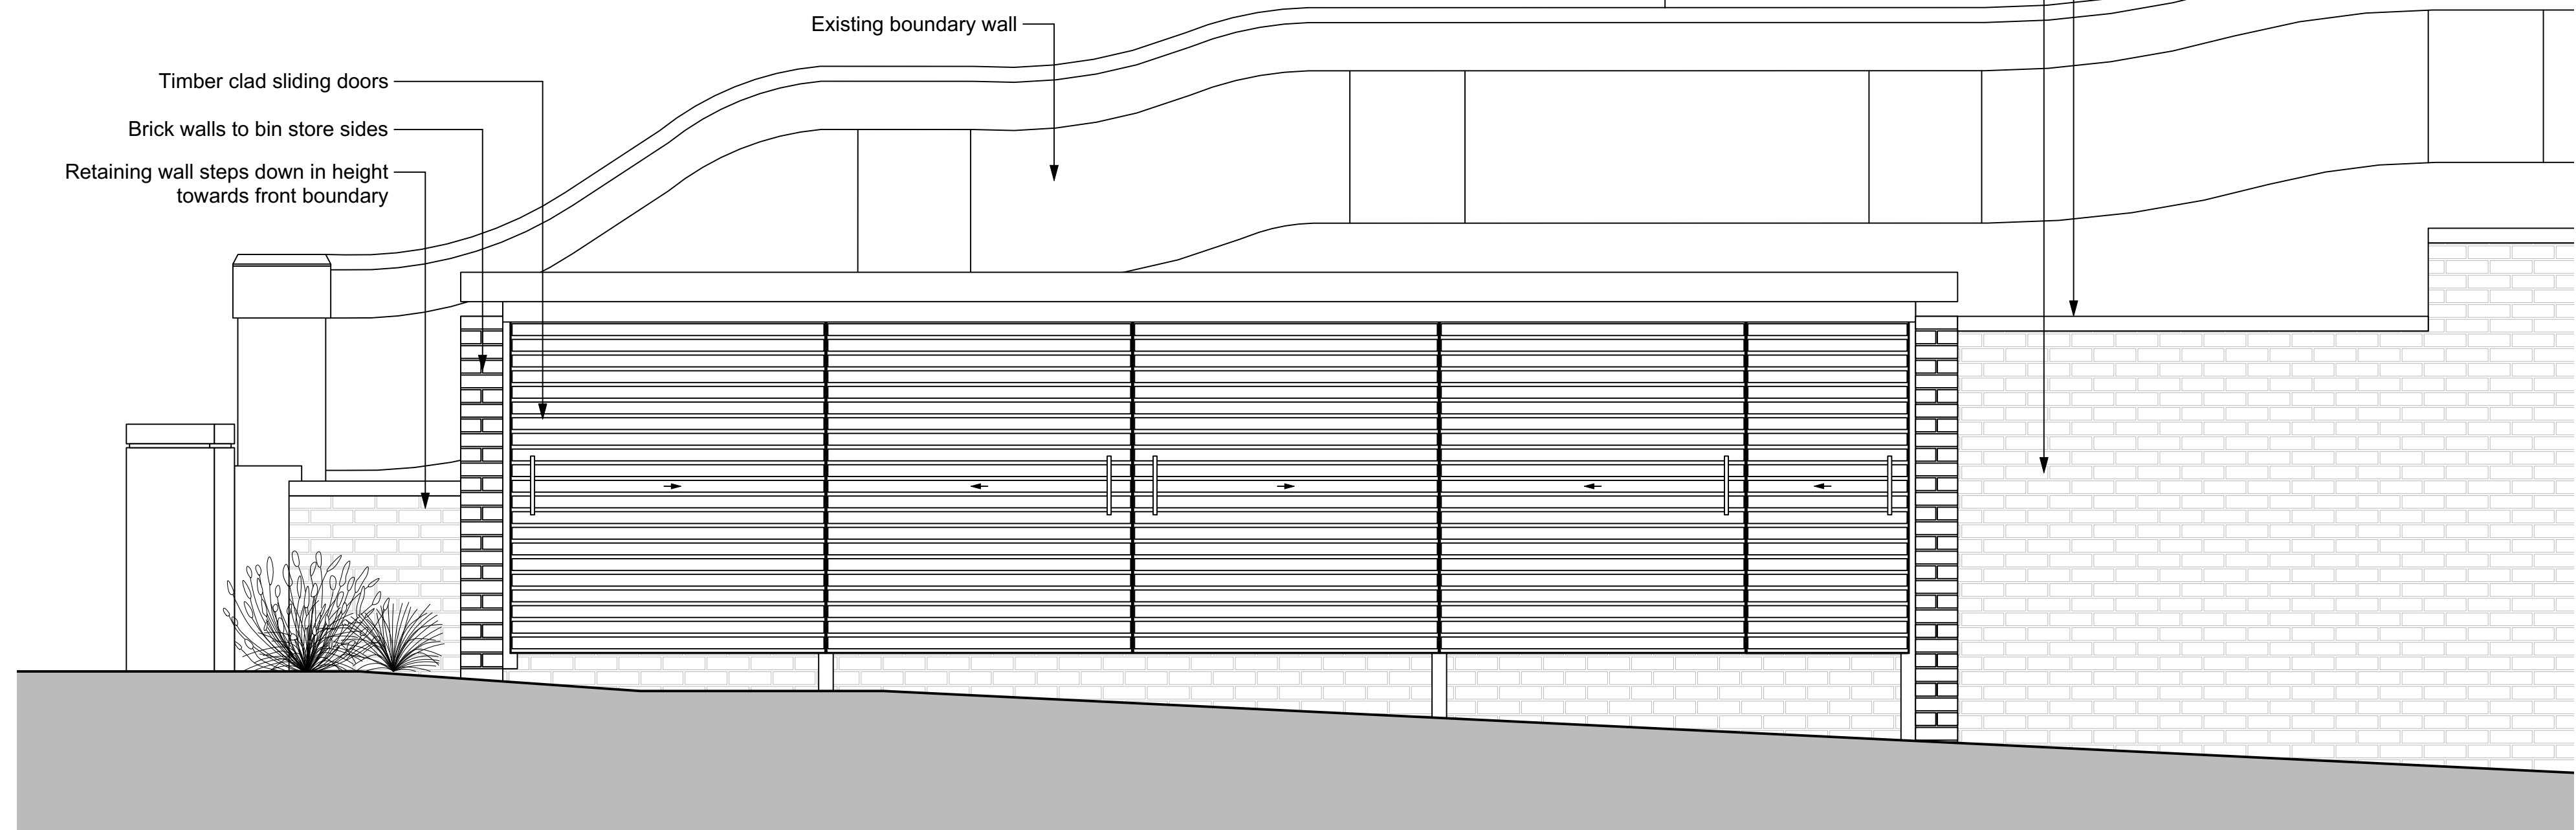 Existing boundary wall
Timber clad sliding doors
Brick walls to bin store sides
Retaining wall steps down in height
towards front boundary